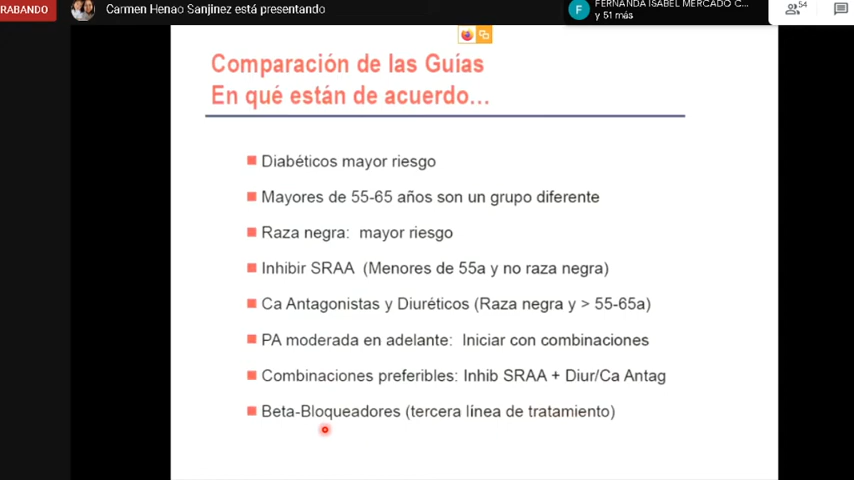 RABANDO
Carmen Henao Sanjinez está presentando
F
FERNANDA ISABEL MERCADO C...
y 51 más
54
Comparación de las Guías
En qué están de acuerdo...
Diabéticos mayor riesgo
Mayores de 55-65 años son un grupo diferente
Raza negra: mayor riesgo
Inhibir SRAA (Menores de 55a y no raza negra)
Ca Antagonistas y Diuréticos (Raza negra y > 55-65a)
PA moderada en adelante: Iniciar con combinaciones
Combinaciones preferibles: Inhib SRAA + Diur/Ca Antag
Beta-Bloqueadores (tercera línea de tratamiento)